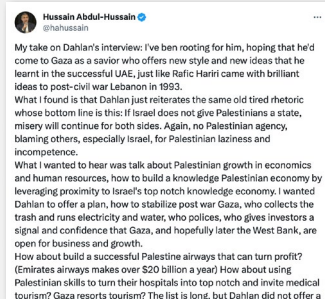 Hussain Abdul-Hussain
@hahussain
My take on Dahlan's interview: I've ben rooting for him, hoping that he'd
come to Gaza as a savior who offers new style and new ideas that he
learnt in the successful UAE, just like Rafic Hariri came with brilliant
ideas to post-civil war Lebanon in 1993.
What I found is that Dahlan just reiterates the same old tired rhetoric
whose bottom line is this: If Israel does not give Palestinians a state,
misery will continue for both sides. Again, no Palestinian agency,
blaming others, especially Israel, for Palestinian laziness and
incompetence.
What I wanted to hear was talk about Palestinian growth in economics
and human resources, how to build a knowledge Palestinian economy by
leveraging proximity to Israel's top notch knowledge economy. I wanted
Dahlan to offer a plan, how to stabilize post war Gaza, who collects the
trash and runs electricity and water, who polices, who gives investors a
signal and confidence that Gaza, and hopefully later the West Bank, are
open for business and growth.
How about build a successful Palestine airways that can turn profit?
(Emirates airways makes over $20 billion a year) How about using
Palestinian skills to turn their hospitals into top notch and invite medical
tourism? Gaza resorts tourism? The list is long, but Dahlan did not offer a